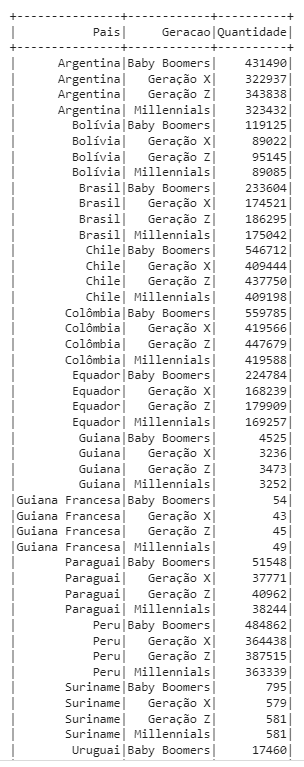 +---------------+------------+----------+
|           Pais|     Geracao|Quantidade|
+---------------+------------+----------+
|      Argentina|Baby Boomers|    431490|
|      Argentina|   Geração X|    322937|
|      Argentina|   Geração Z|    343838|
|      Argentina| Millennials|    323432|
|        Bolívia|Baby Boomers|    119125|
|        Bolívia|   Geração X|     89022|
|        Bolívia|   Geração Z|     95145|
|        Bolívia| Millennials|     89085|
|         Brasil|Baby Boomers|    233604|
|         Brasil|   Geração X|    174521|
|         Brasil|   Geração Z|    186295|
|         Brasil| Millennials|    175042|
|          Chile|Baby Boomers|    546712|
|          Chile|   Geração X|    409444|
|          Chile|   Geração Z|    437750|
|          Chile| Millennials|    409198|
|       Colômbia|Baby Boomers|    559785|
|       Colômbia|   Geração X|    419566|
|       Colômbia|   Geração Z|    447679|
|       Colômbia| Millennials|    419588|
|        Equador|Baby Boomers|    224784|
|        Equador|   Geração X|    168239|
|        Equador|   Geração Z|    179909|
|        Equador| Millennials|    169257|
|         Guiana|Baby Boomers|      4525|
|         Guiana|   Geração X|      3236|
|         Guiana|   Geração Z|      3473|
|         Guiana| Millennials|      3252|
|Guiana Francesa|Baby Boomers|        54|
|Guiana Francesa|   Geração X|        43|
|Guiana Francesa|   Geração Z|        45|
|Guiana Francesa| Millennials|        49|
|       Paraguai|Baby Boomers|     51548|
|       Paraguai|   Geração X|     37771|
|       Paraguai|   Geração Z|     40962|
|       Paraguai| Millennials|     38244|
|           Peru|Baby Boomers|    484862|
|           Peru|   Geração X|    364438|
|           Peru|   Geração Z|    387515|
|           Peru| Millennials|    363339|
|       Suriname|Baby Boomers|       795|
|       Suriname|   Geração X|       579|
|       Suriname|   Geração Z|       581|
|       Suriname| Millennials|       581|
|        Uruguai|Baby Boomers|     17460|